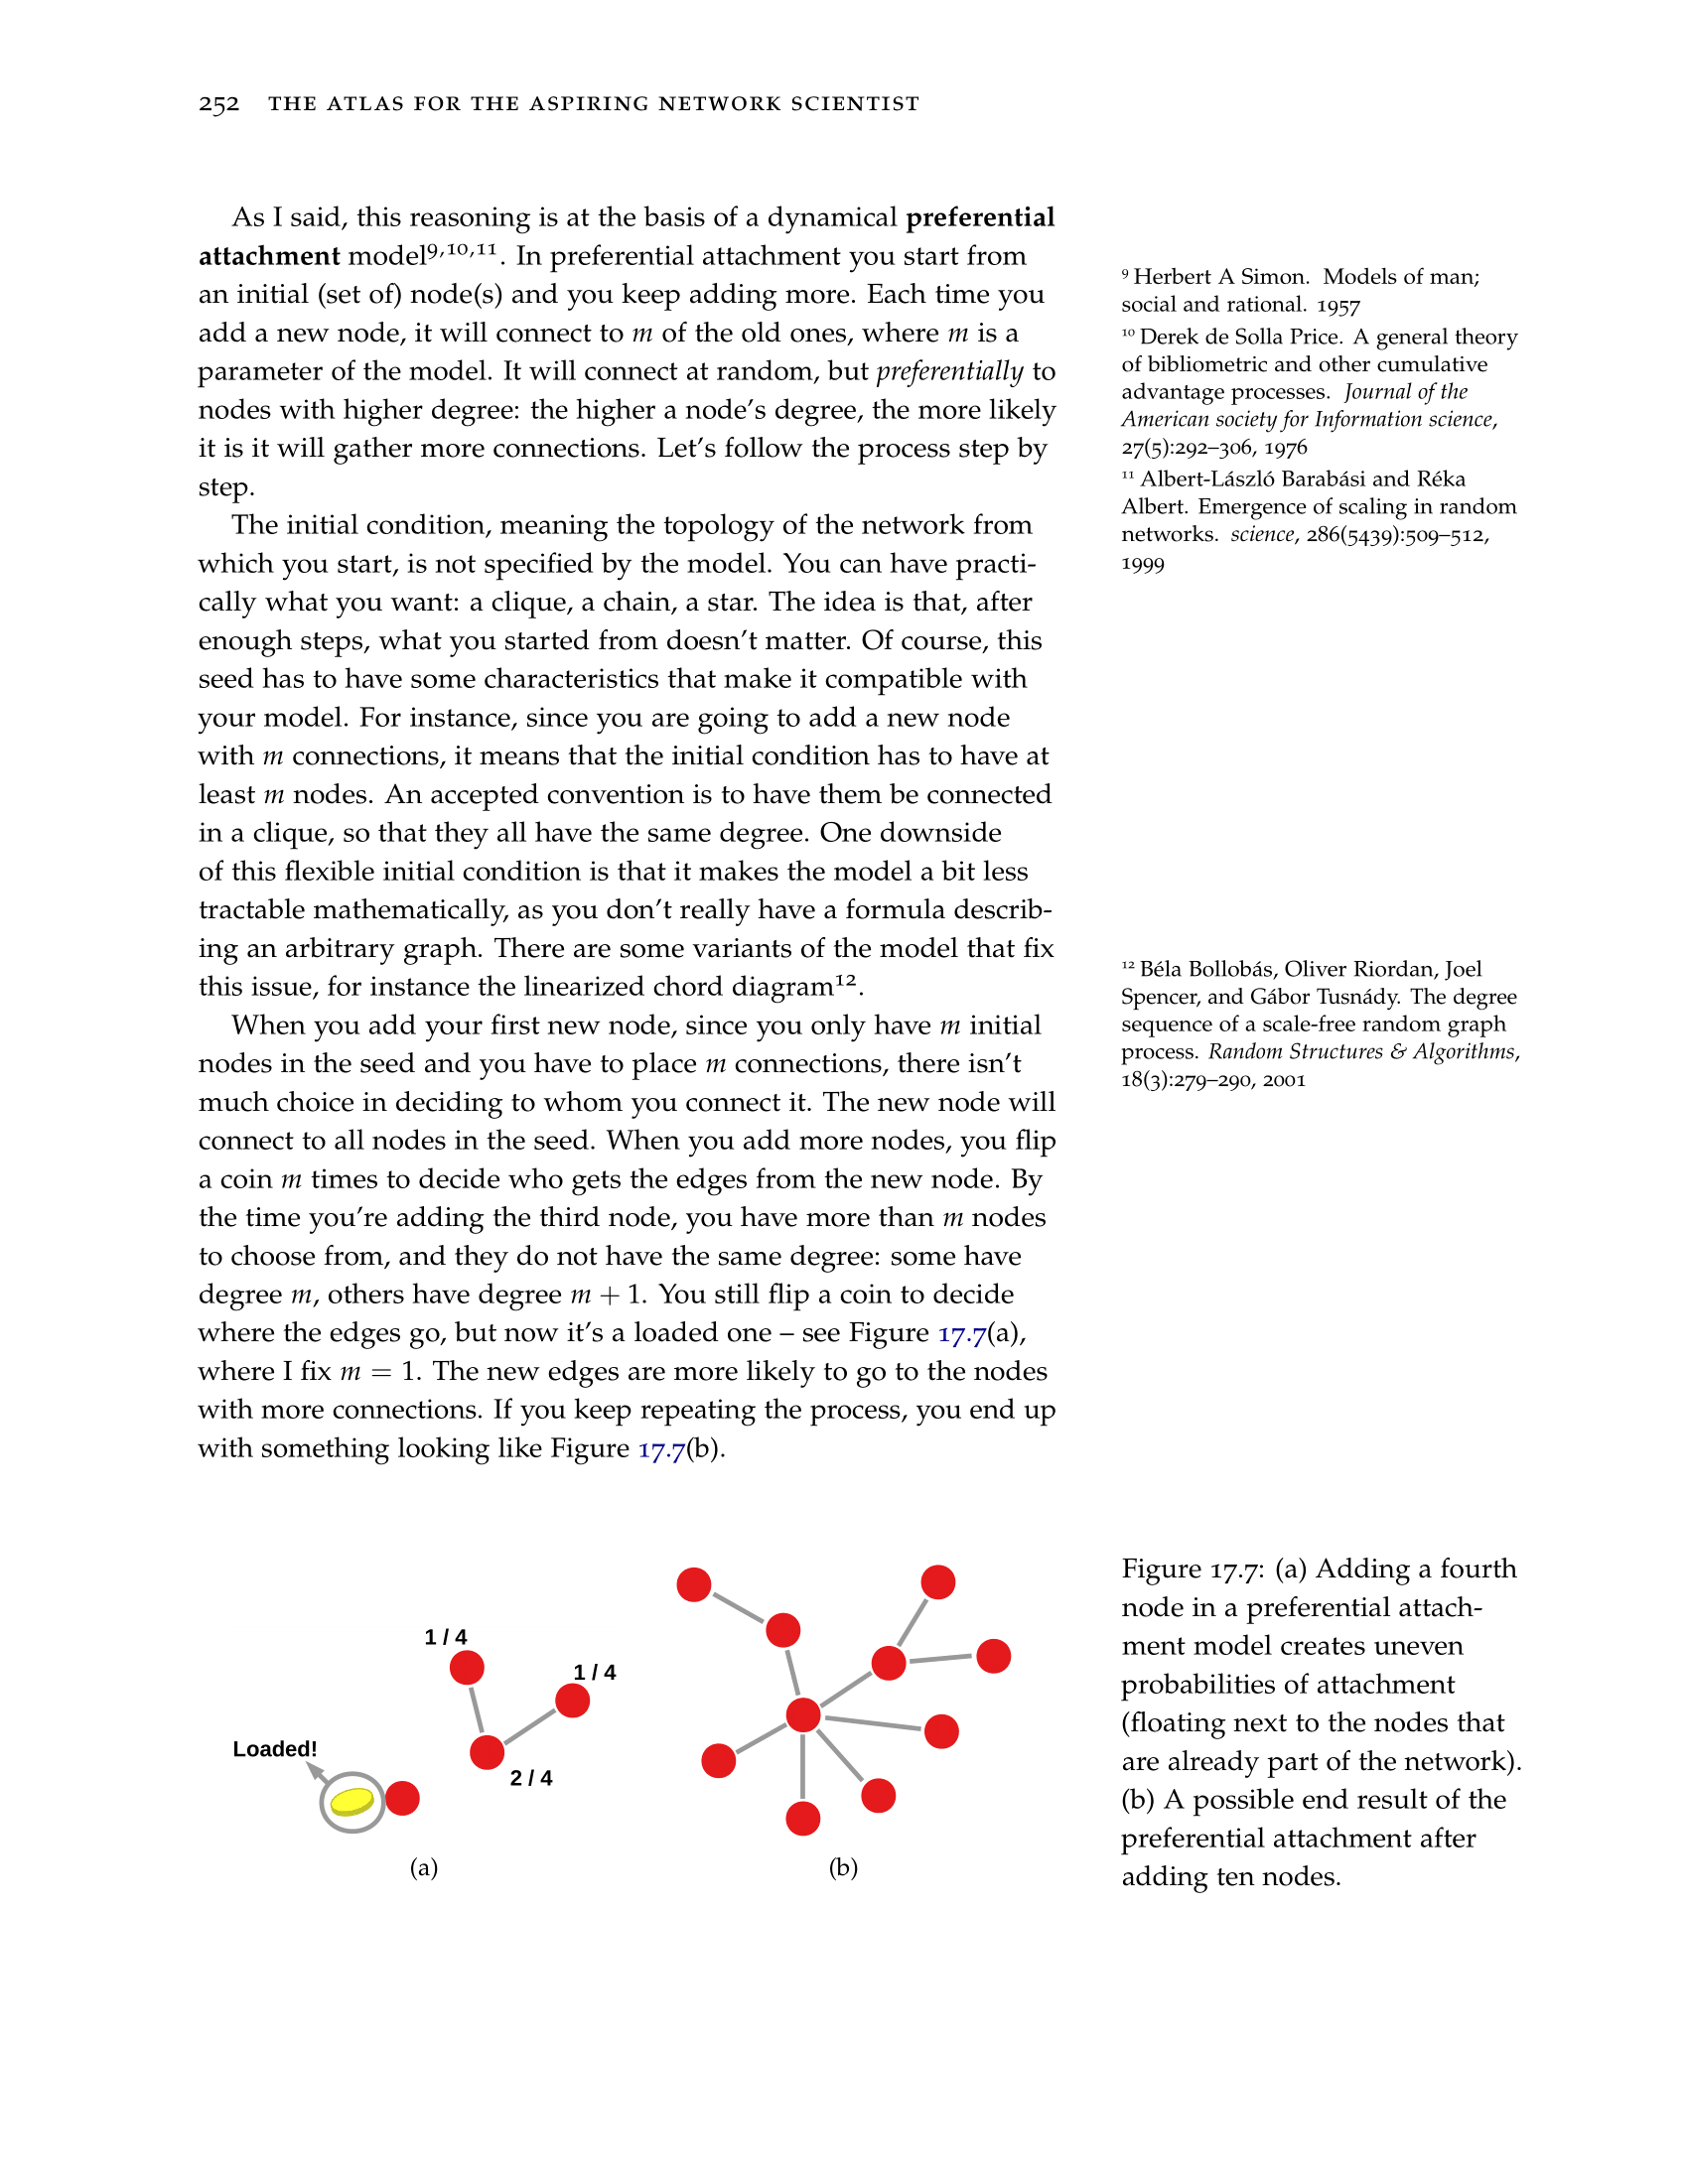 252 THE ATLAS FOR THE ASPIRING NETWORK SCIENTIST
As I said, this reasoning is at the basis of a dynamical preferential
attachment model9,10,11. In preferential attachment you start from
an initial (set of) node(s) and you keep adding more. Each time you
add a new node, it will connect to m of the old ones, where m is a
parameter of the model. It will connect at random, but preferentially to
nodes with higher degree: the higher a node's degree, the more likely
it is it will gather more connections. Let's follow the process step by
step.
The initial condition, meaning the topology of the network from
which you start, is not specified by the model. You can have practi-
cally what you want: a clique, a chain, a star. The idea is that, after
enough steps, what you started from doesn't matter. Of course, this
seed has to have some characteristics that make it compatible with
your model. For instance, since you are going to add a new node
with m connections, it means that the initial condition has to have at
least m nodes. An accepted convention is to have them be connected
in a clique, so that they all have the same degree. One downside
of this flexible initial condition is that it makes the model a bit less
tractable mathematically, as you don't really have a formula describ-
ing an arbitrary graph. There are some variants of the model that fix
this issue, for instance the linearized chord diagram12.
When you add your first new node, since you only have m initial
nodes in the seed and you have to place m connections, there isn't
much choice in deciding to whom you connect it. The new node will
connect to all nodes in the seed. When you add more nodes, you flip
a coin m times to decide who gets the edges from the new node. By
the time you're adding the third node, you have more than m nodes
to choose from, and they do not have the same degree: some have
degree m, others have degree m + 1. You still flip a coin to decide
where the edges go, but now it's a loaded one – see Figure 17.7(a),
where I fix m = 1. The new edges are more likely to go to the nodes
with more connections. If you keep repeating the process, you end up
with something looking like Figure 17.7(b).
9 Herbert A Simon. Models of man;
social and rational. 1957
10 Derek de Solla Price. A general theory
of bibliometric and other cumulative
advantage processes. Journal of the
American society for Information science,
27(5):292–306, 1976
11 Albert-László Barabási and Réka
Albert. Emergence of scaling in random
networks. science, 286(5439):509–512,
1999
12 Béla Bollobás, Oliver Riordan, Joel
Spencer, and Gábor Tusnády. The degree
sequence of a scale-free random graph
process. Random Structures & Algorithms,
18(3):279–290, 2001
1 / 4
1 / 4
Loaded!
2 / 4
(a)
(b)
Figure 17.7: (a) Adding a fourth
node in a preferential attach-
ment model creates uneven
probabilities of attachment
(floating next to the nodes that
are already part of the network).
(b) A possible end result of the
preferential attachment after
adding ten nodes.